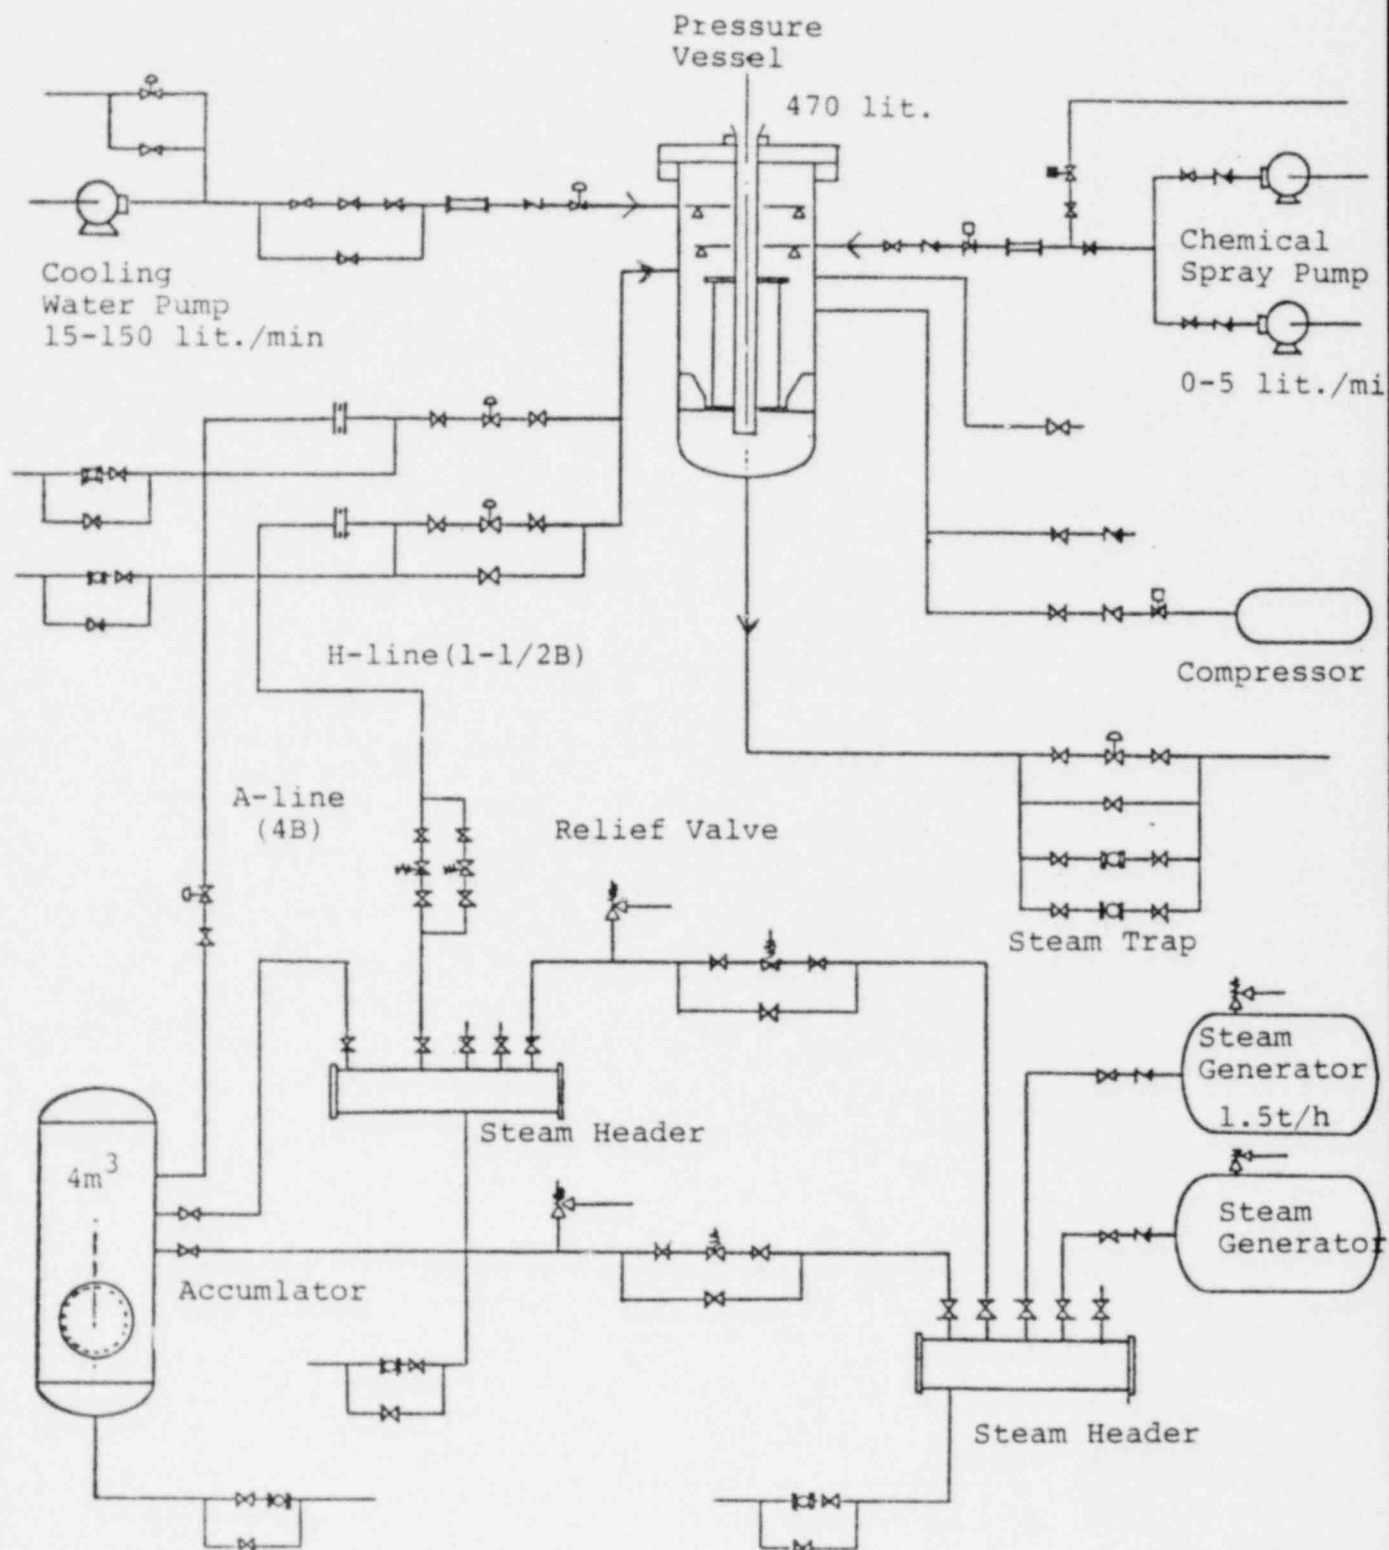 Pressure
Vessel
470 lit.
Cooling
Water Pump
15-150 lit./min
Chemical
Spray Pump
0-5 lit./mi
H-line(1-1/2B)
Compressor
A-line
(4B)
Relief Valve
Steam Trap
Steam
Generator
1.5t/h
Steam Header
4m³
Steam
Generator
Accumlator
Steam Header